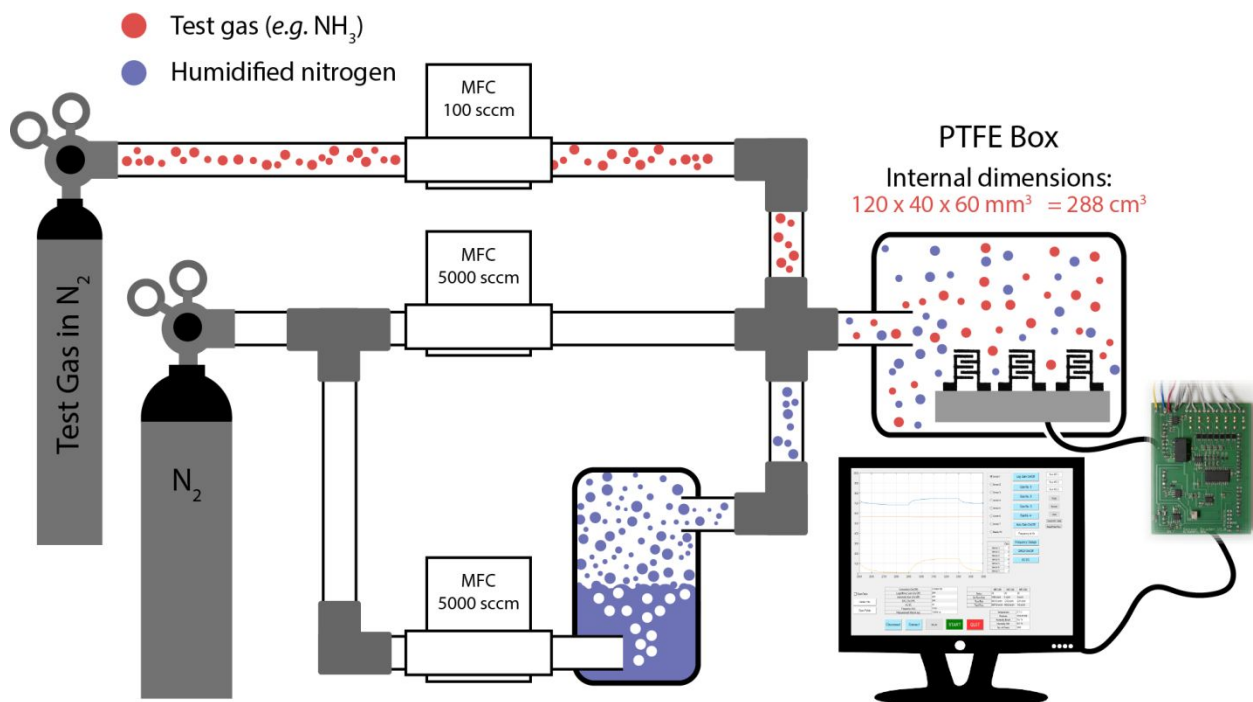 Test gas (e.g. NH₃)
Humidified nitrogen
MFC
100 sccm
PTFE Box
Internal dimensions:
120 x 40 x 60 mm³ = 288 cm³
MFC
5000 sccm
Test Gas in N₂
N₂
MFC
5000 sccm
START